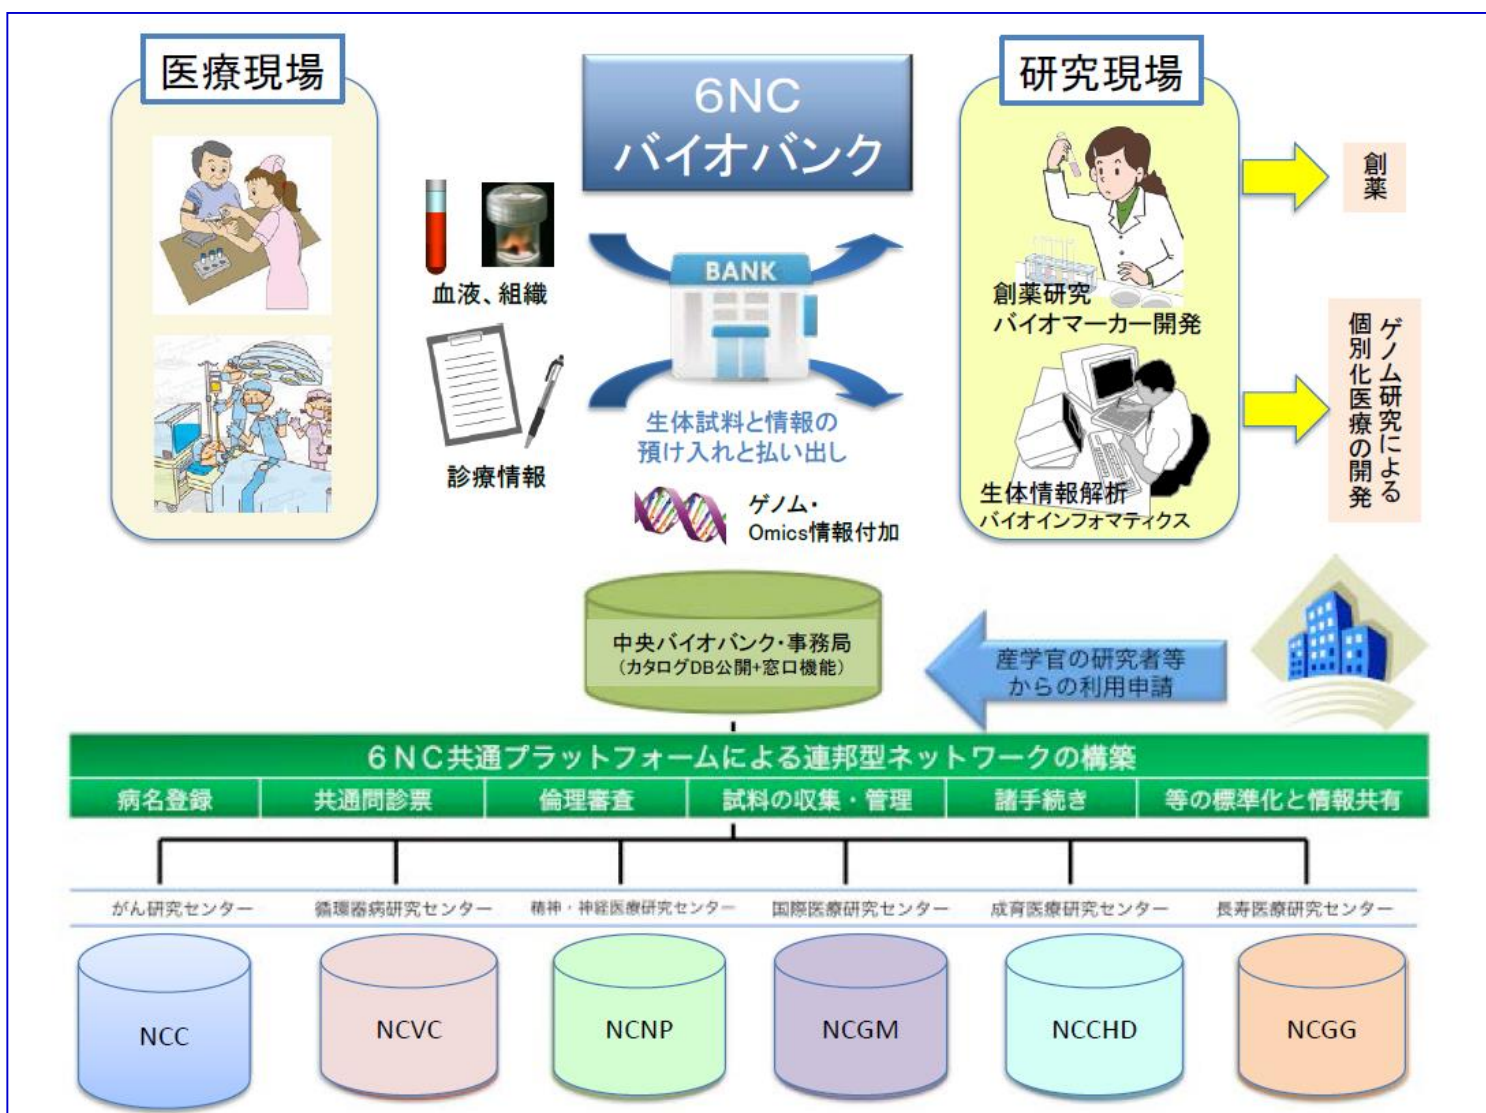 医療現場
6NC
バイオバンク
研究現場
血液、組織
診療情報
BANK
生体試料と情報の
預け入れと払い出し
ゲノム・
Omics情報付加
創薬研究
バイオマーカー開発
生体情報解析
バイオインフォマティクス
創薬
ゲノム研究による
個別化医療の開発
中央バイオバンク・事務局
(カタログDB公開+窓口機能)
産学官の研究者等
からの利用申請
6NC共通プラットフォームによる連邦型ネットワークの構築
病名登録
共通問診票
倫理審査
試料の収集・管理
諸手続き
等の標準化と情報共有
がん研究センター
循環器病研究センター
精神・神経医療研究センター
国際医療研究センター
成育医療研究センター
長寿医療研究センター
NCC
NCVC
NCNP
NCGM
NCCHD
NCGG